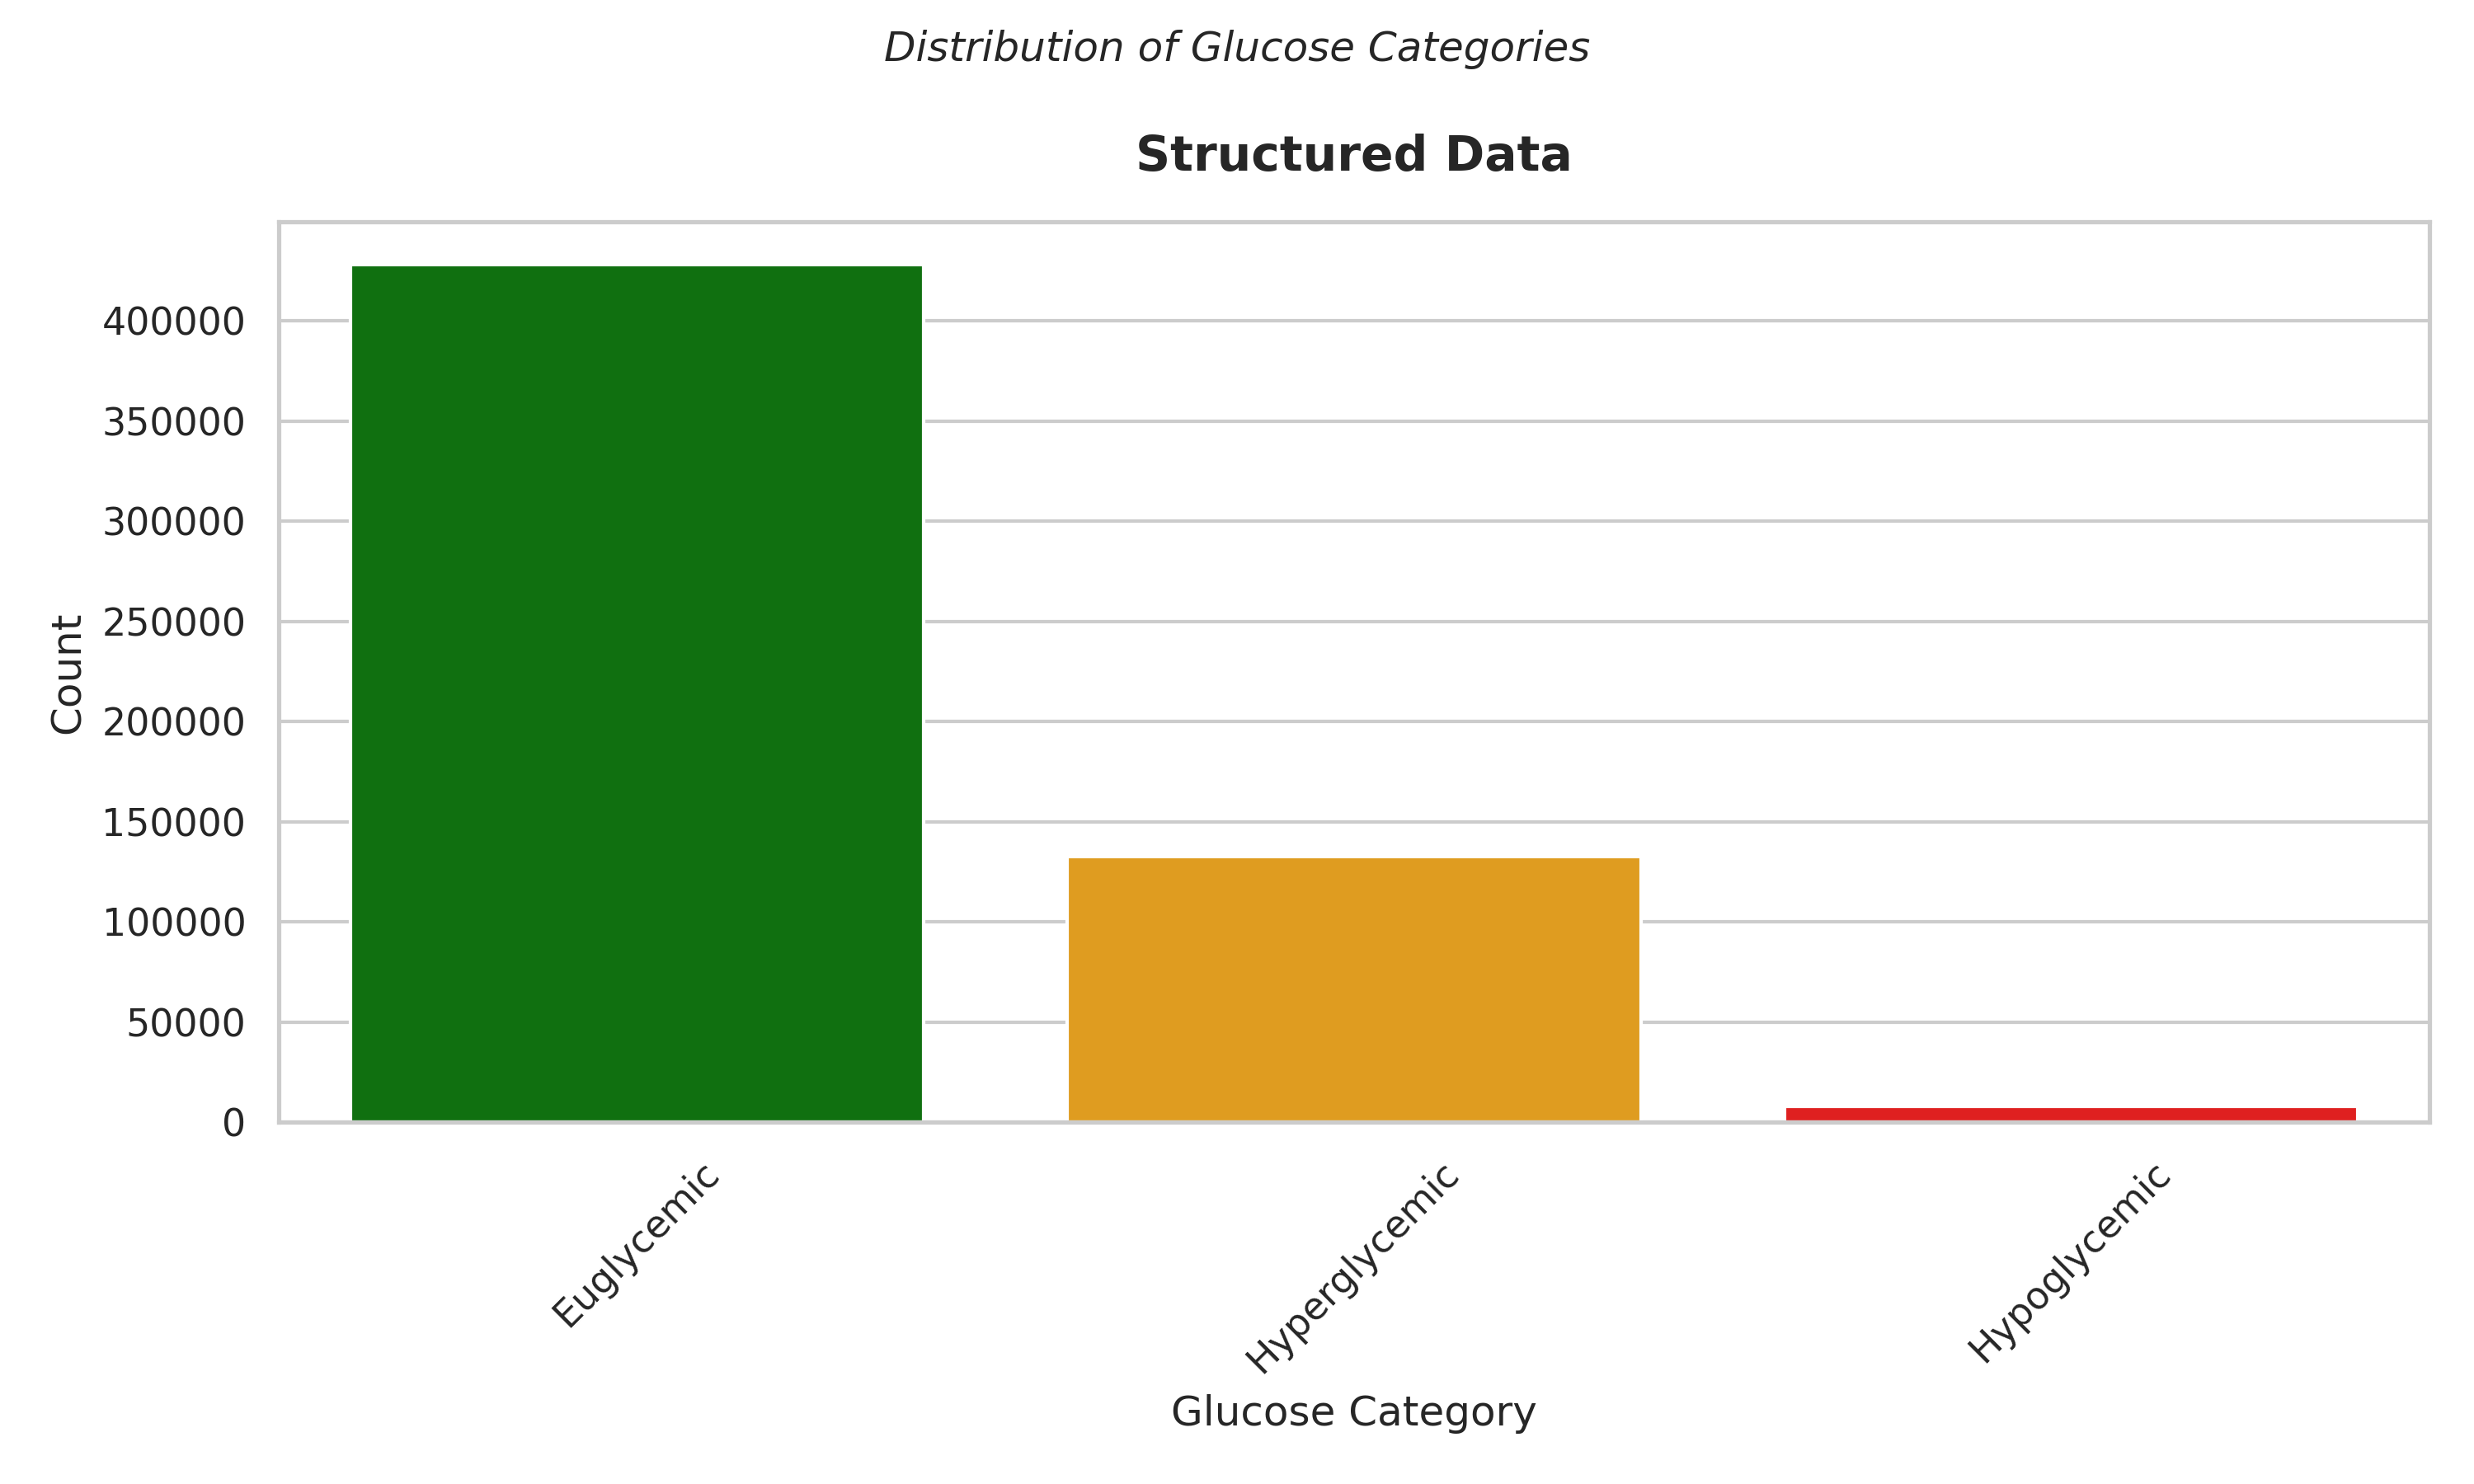 Distribution of Glucose Categories
Structured Data
Count
400000
350000
300000
250000
200000
150000
100000
50000
0
Euglycemic
Hyperglycemic
Hypoglycemic
Glucose Category